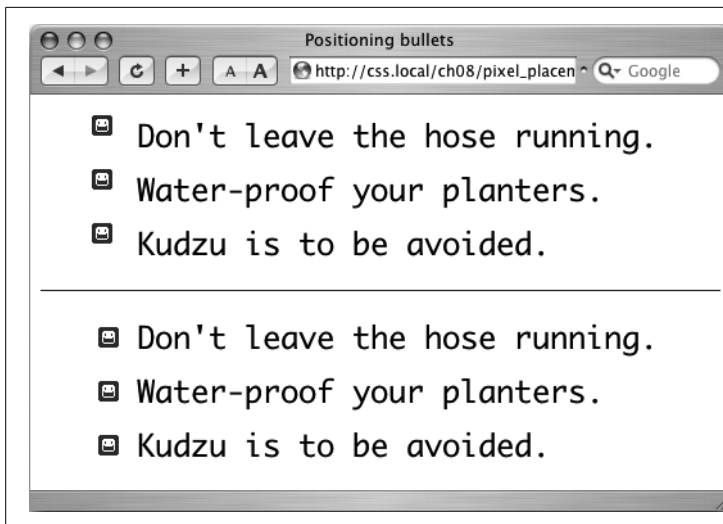 Positioning bullets
A A http://css.local/ch08/pixel_placen Google
Don't leave the hose running.
Water-proof your planters.
Kudzu is to be avoided.
Don't leave the hose running.
Water-proof your planters.
Kudzu is to be avoided.